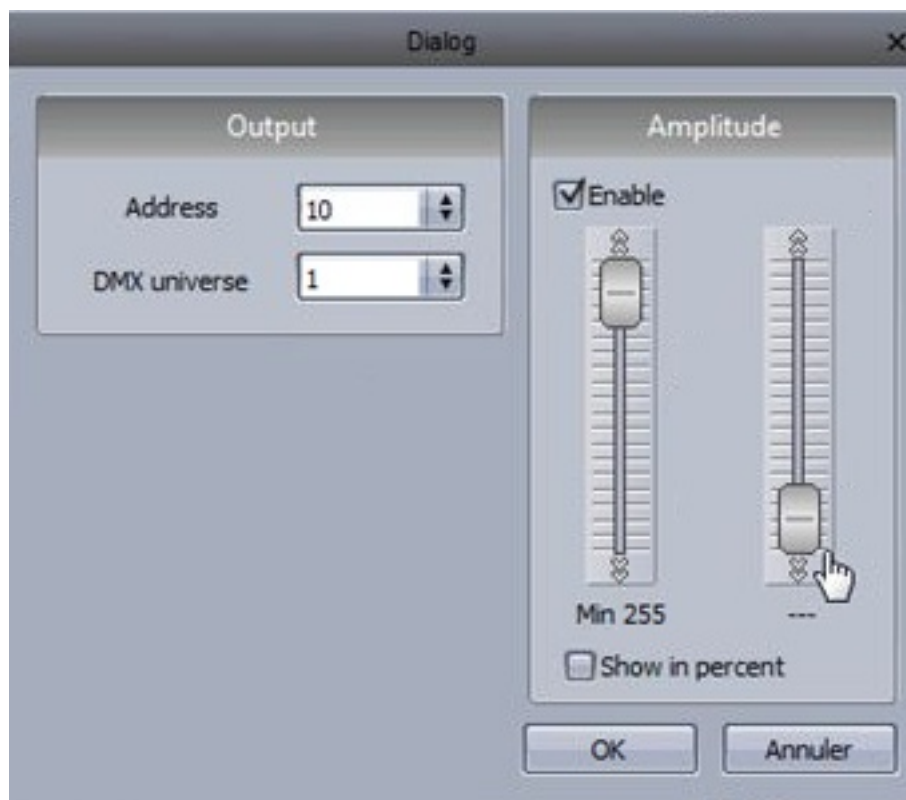 Dialog
Output
Address 10
DMX universe 1
Amplitude
Enable
Min 255 ---
Show in percent
OK Annuler